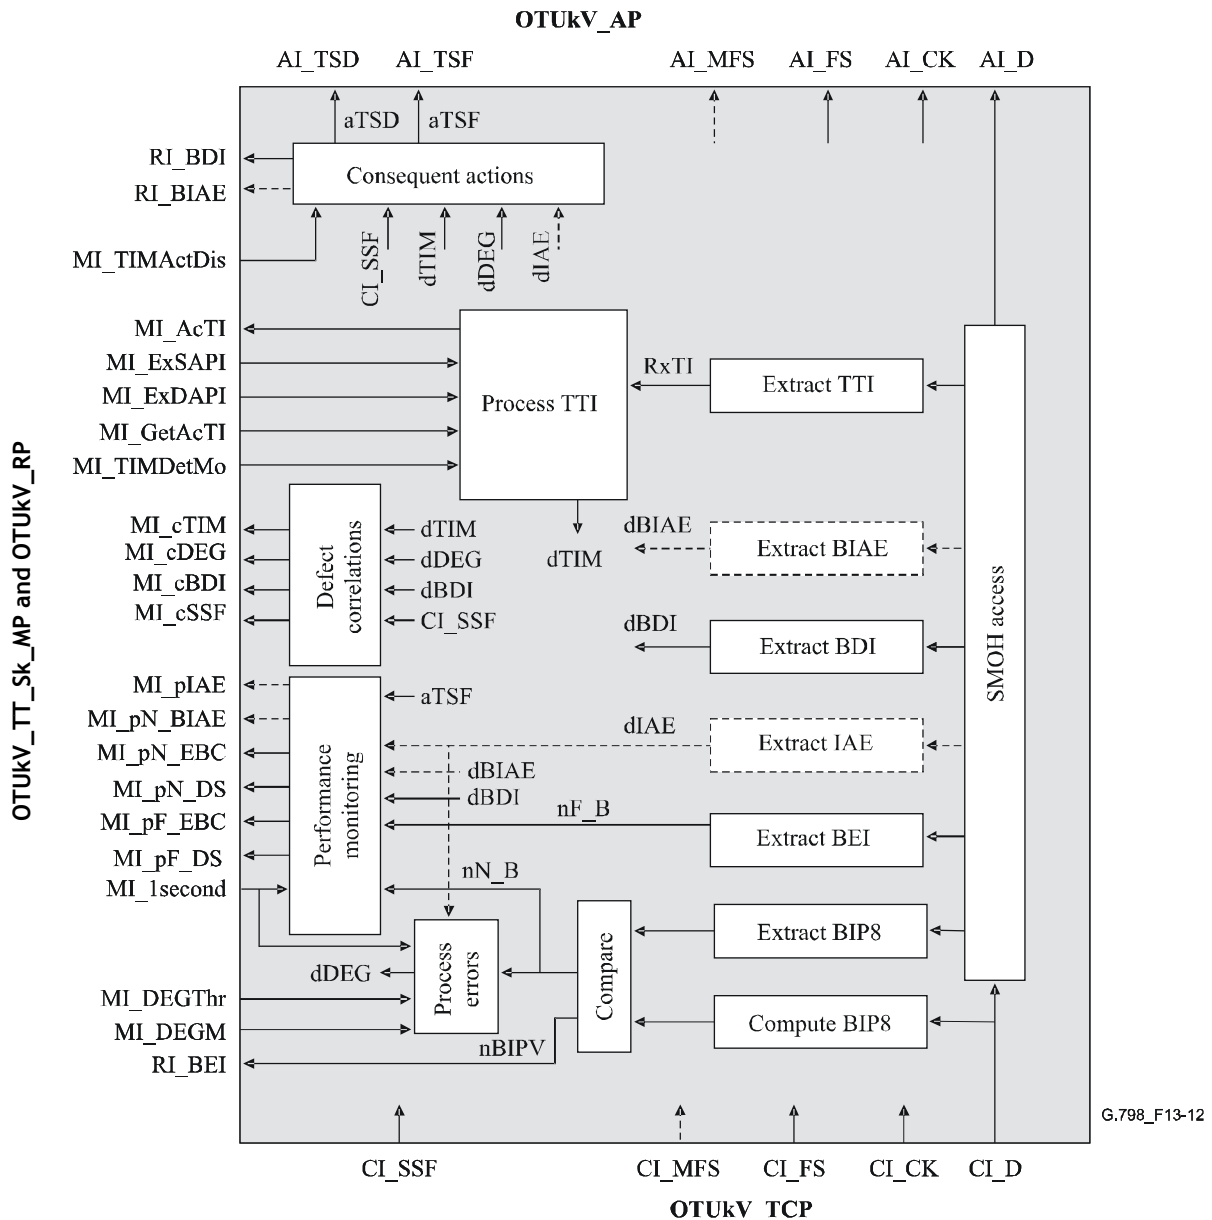 OTUkV_AP
AI_TSD
AI_TSF
AI_MFS
AI_FS
AI_CK
AI_D
aTSD
aTSF
RI_BDI
RI_BIAE
Consequent actions
MI_TIMActDis
CI_SSF
dTIM
dDEG
dIAE
MI_AcTI
MI_ExSAPI
MI_ExDAPI
MI_GetAcTI
MI_TIMDetMo
Process TTI
RxTI
Extract TTI
dTIM
OTUkV_TT_Sk_MP and OTUkV_RP
MI_cTIM
MI_cDEG
MI_cBDI
MI_cSSF
Defect
correlations
dTIM
dDEG
dBDI
CI_SSF
dBIAE
Extract BIAE
dBDI
Extract BDI
SMOH access
MI_pIAE
MI_pN_BIAE
MI_pN_EBC
MI_pN_DS
MI_pF_EBC
MI_pF_DS
MI_1second
Performance
monitoring
aTSF
dIAE
Extract IAE
dBIAE
dBDI
nF_B
Extract BEI
nN_B
Extract BIP8
Compare
Process
errors
dDEG
MI_DEGThr
MI_DEGM
RI_BEI
nBIPV
Compute BIP8
G.798_F13-12
CI_SSF
CI_MFS
CI_FS
CI_CK
CI_D
OTUkV_TCP